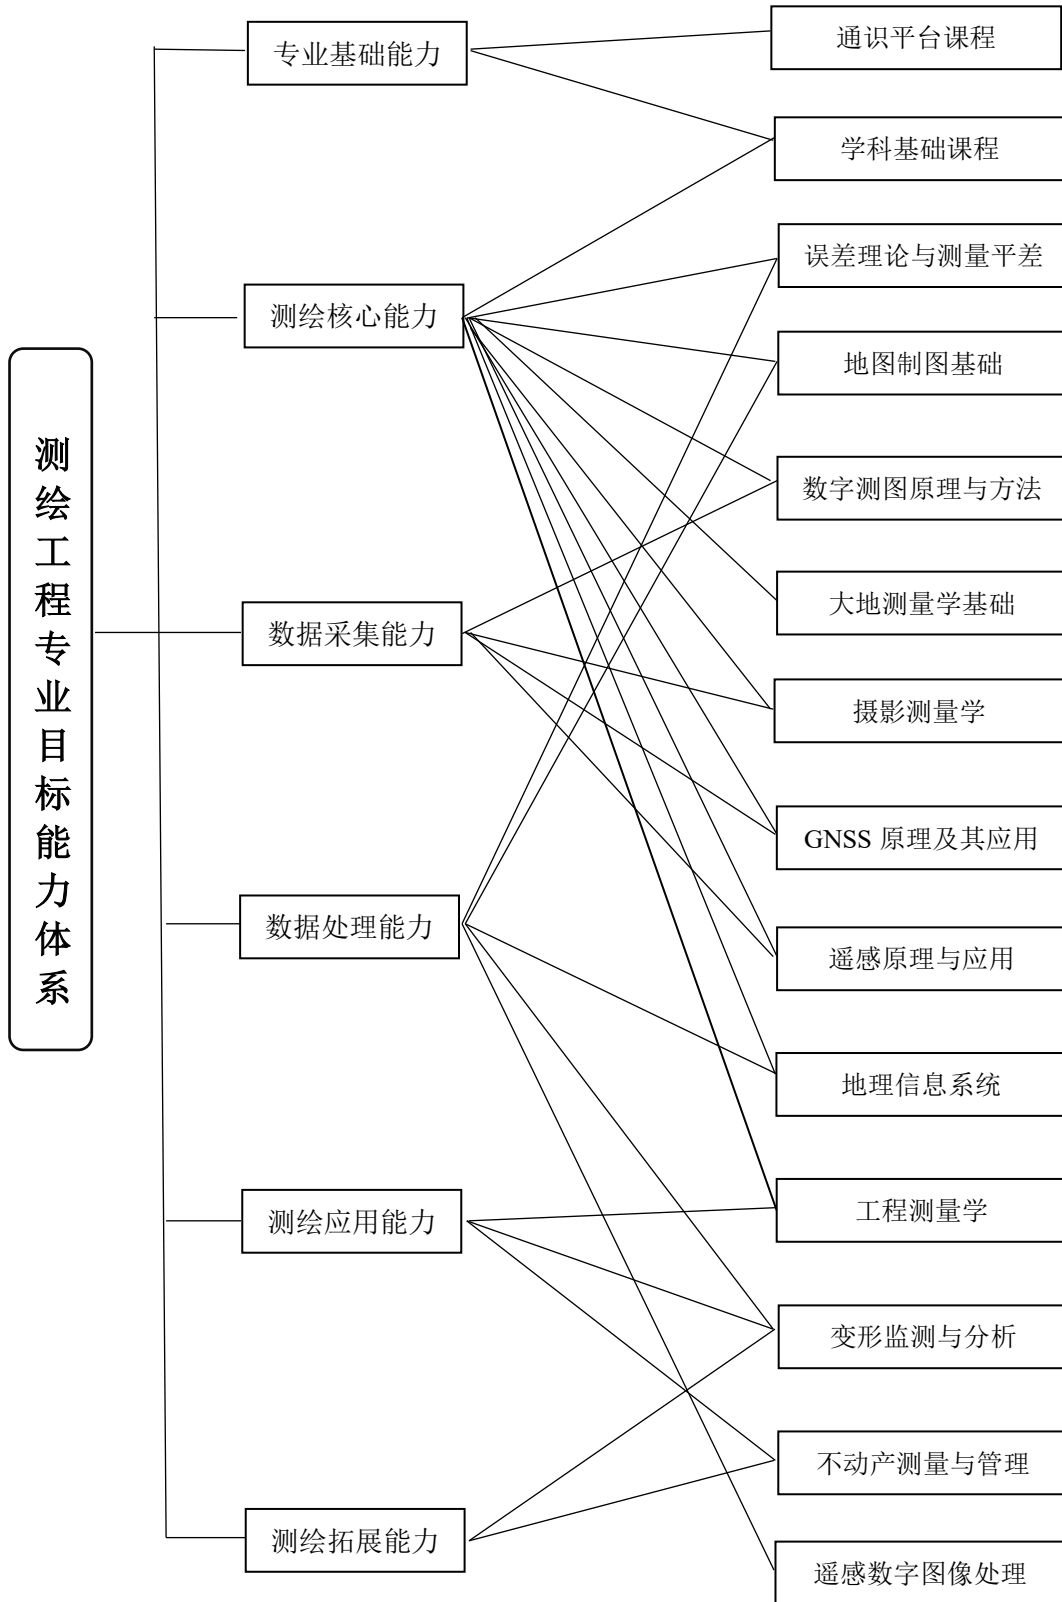 测绘工程专业目标能力体系
专业基础能力
测绘核心能力
数据采集能力
数据处理能力
测绘应用能力
测绘拓展能力
通识平台课程
学科基础课程
误差理论与测量平差
地图制图基础
数字测图原理与方法
大地测量学基础
摄影测量学
GNSS 原理及其应用
遥感原理与应用
地理信息系统
工程测量学
变形监测与分析
不动产测量与管理
遥感数字图像处理